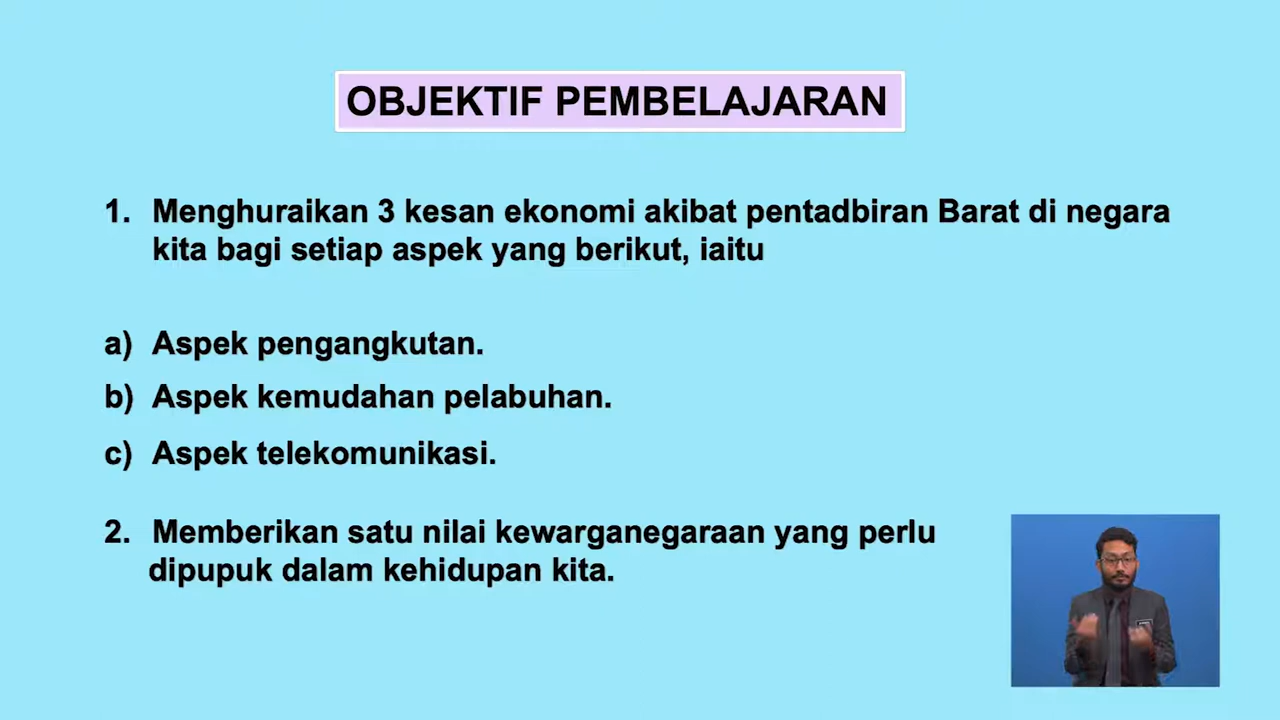 OBJEKTIF PEMBELAJARAN
1. Menghuraikan 3 kesan ekonomi akibat pentadbiran Barat di negara
kita bagi setiap aspek yang berikut, iaitu
a) Aspek pengangkutan.
b) Aspek kemudahan pelabuhan.
c) Aspek telekomunikasi.
2. Memberikan satu nilai kewarganegaraan yang perlu
dipupuk dalam kehidupan kita.